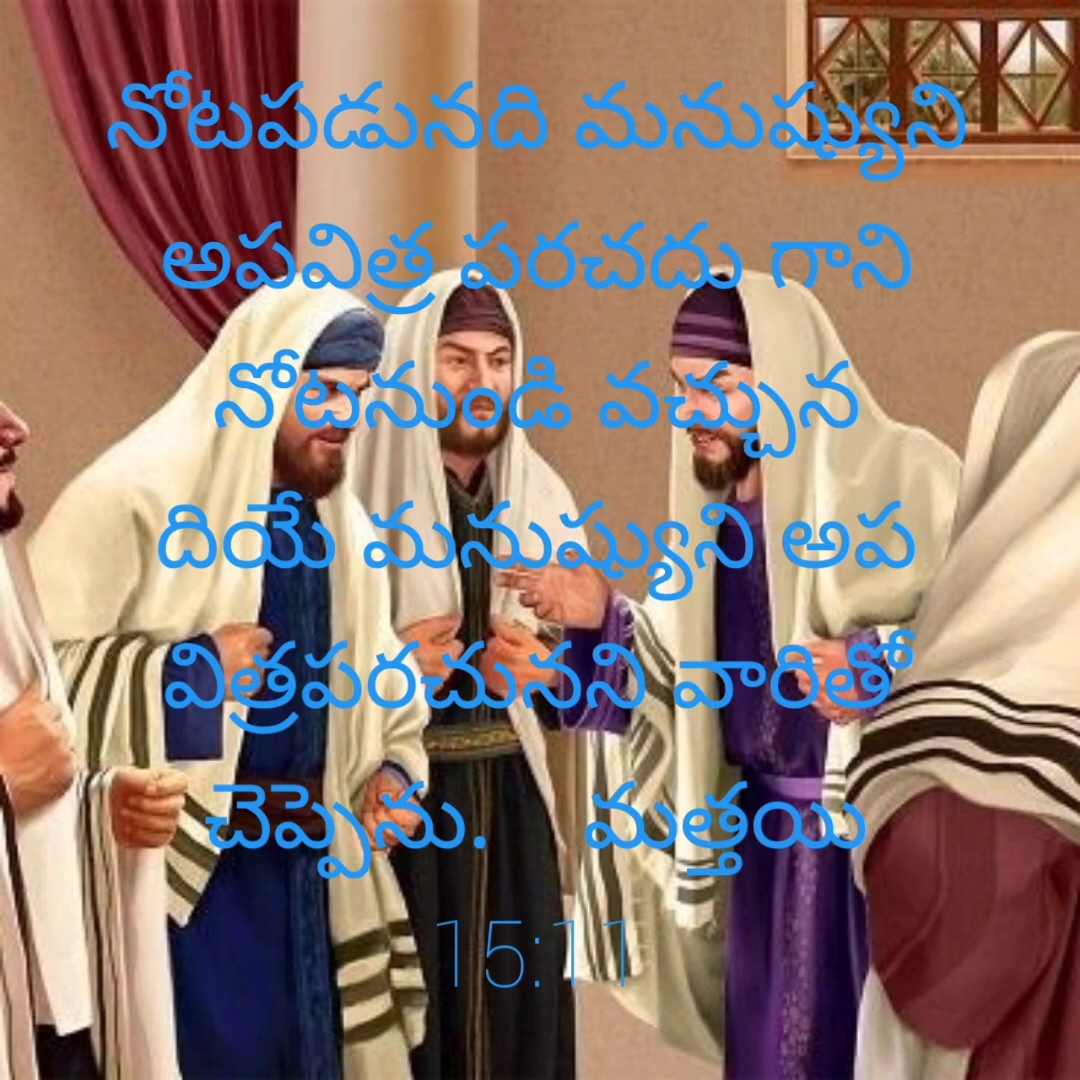 నోటపడునది మనుష్యుని
అపవిత్ర పరచదు గాని
నోటనుండి వచ్చున
దియే మనుష్యుని అప
విత్రపరచునని వారితో
చెప్పెను. మత్తయి
15:11